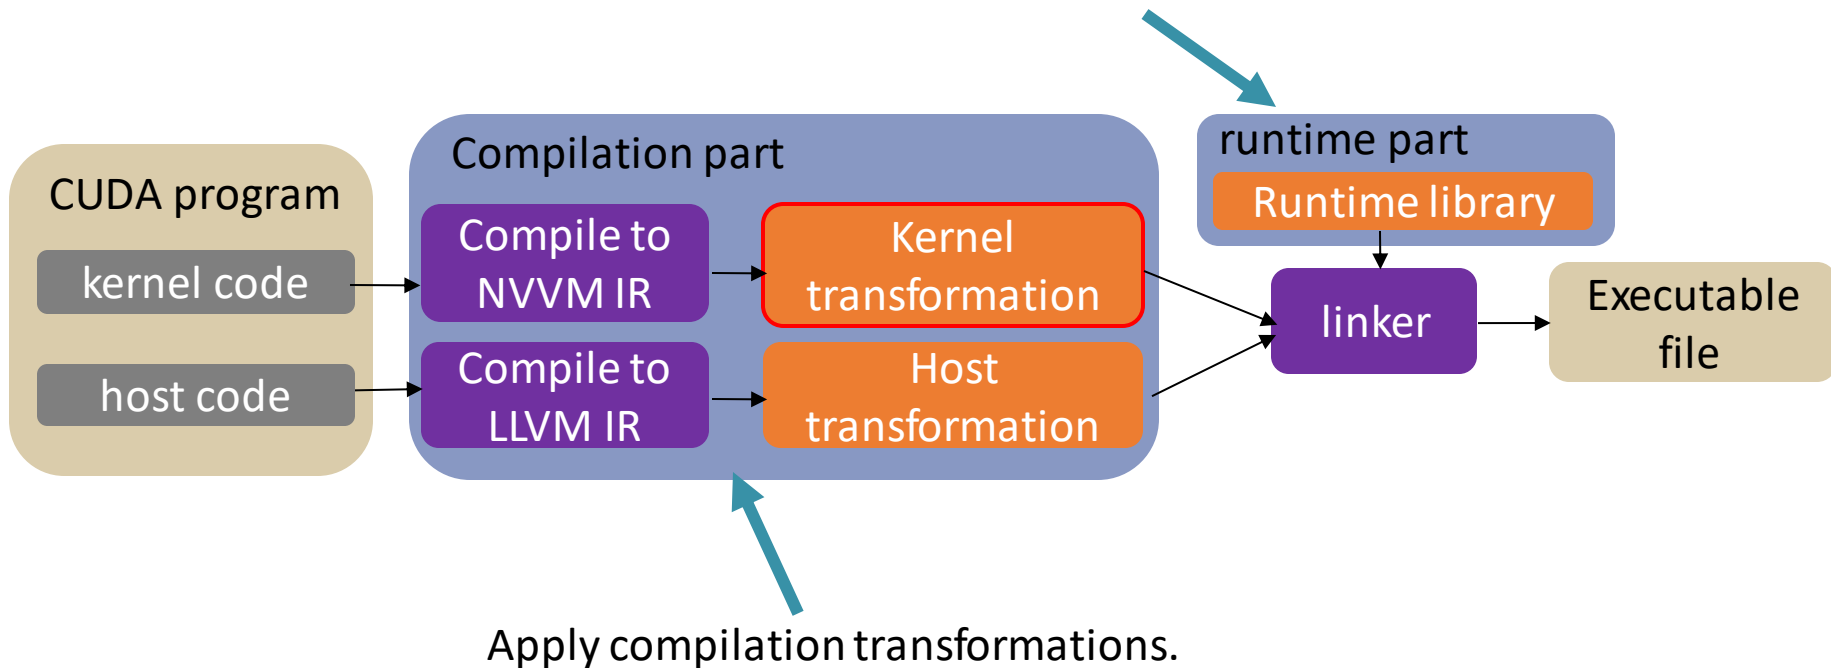 CUDA program
kernel code
host code
Compilation part
Compile to
NVVM IR
Kernel
transformation
Compile to
LLVM IR
Host
transformation
runtime part
Runtime library
linker
Executable
file
Apply compilation transformations.